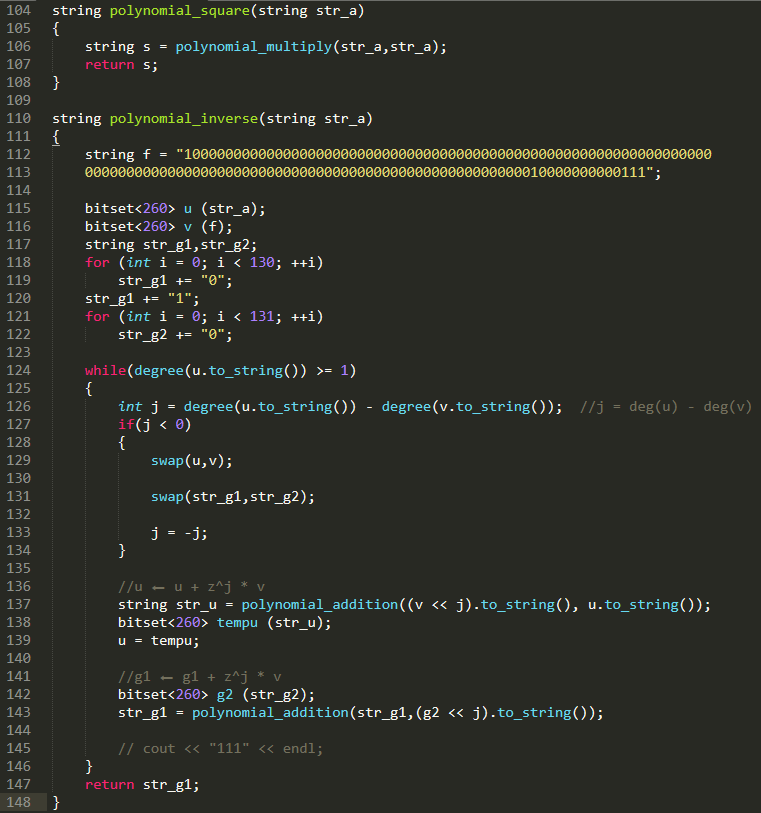 104 string polynomial_square(string str_a)
105 {
106     string s = polynomial_multiply(str_a,str_a);
107     return s;
108 }
109
110 string polynomial_inverse(string str_a)
111 {
112     string f = "1000000000000000000000000000000000000000000000000000000000000000
113     00000000000000000000000000000000000000000000000000000010000000000111";
114
115     bitset<260> u (str_a);
116     bitset<260> v (f);
117     string str_g1,str_g2;
118     for (int i = 0; i < 130; ++i)
119         str_g1 += "0";
120     str_g1 += "1";
121     for (int i = 0; i < 131; ++i)
122         str_g2 += "0";
123
124     while(degree(u.to_string()) >= 1)
125     {
126         int j = degree(u.to_string()) - degree(v.to_string());  //j = deg(u) - deg(v)
127         if(j < 0)
128         {
129             swap(u,v);
130
131             swap(str_g1,str_g2);
132
133             j = -j;
134         }
135
136         //u ← u + z^j * v
137         string str_u = polynomial_addition((v << j).to_string(), u.to_string());
138         bitset<260> tempu (str_u);
139         u = tempu;
140
141         //g1 ← g1 + z^j * v
142         bitset<260> g2 (str_g2);
143         str_g1 = polynomial_addition(str_g1,(g2 << j).to_string());
144
145         // cout << "111" << endl;
146     }
147     return str_g1;
148 }